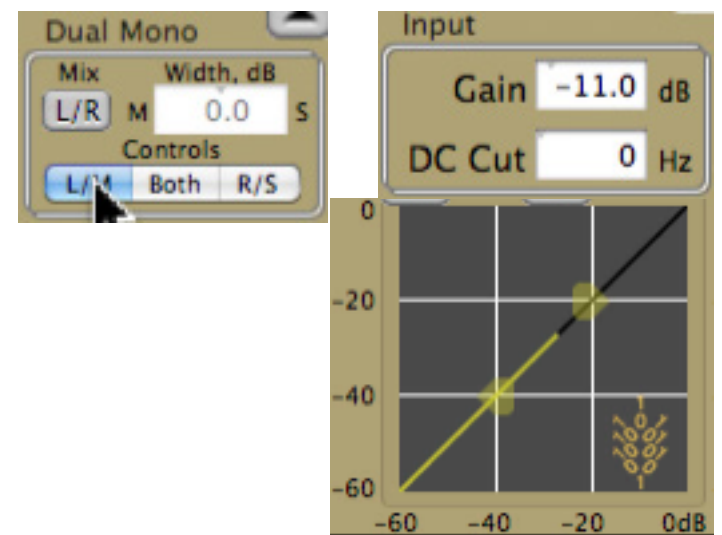 Dual Mono
Mix Width, dB
L/R M 0.0 S
Controls
L/M Both R/S
Input
Gain -11.0 dB
DC Cut 0 Hz
0
-20
-40
-60
-60 -40 -20 0dB